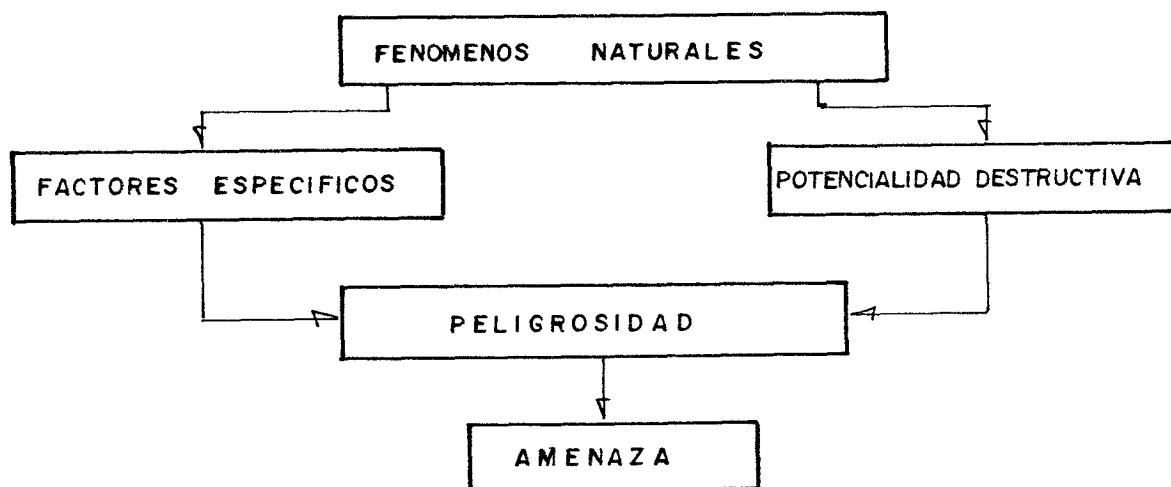 FENOMENOS NATURALES
FACTORES ESPECIFICOS
POTENCIALIDAD DESTRUCTIVA
PELIGROSIDAD
AMENAZA